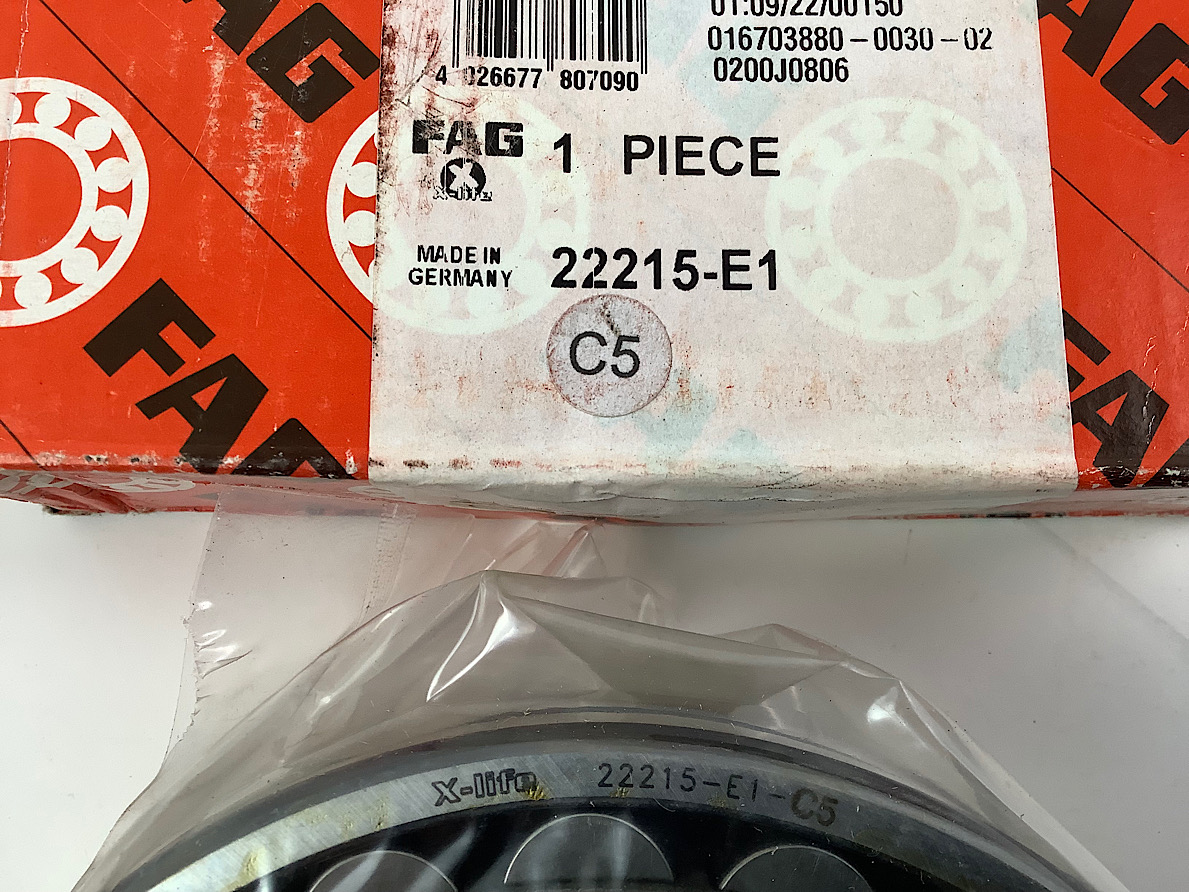 01:09/22/00150
016703880-0030-02
0200J0806
4 026677 807090
FAG
FAG
FAG 1 PIECE
X
x-life
MADE IN
GERMANY
22215-E1
C5
FAG
FAG
x-life 22215-E1-C5